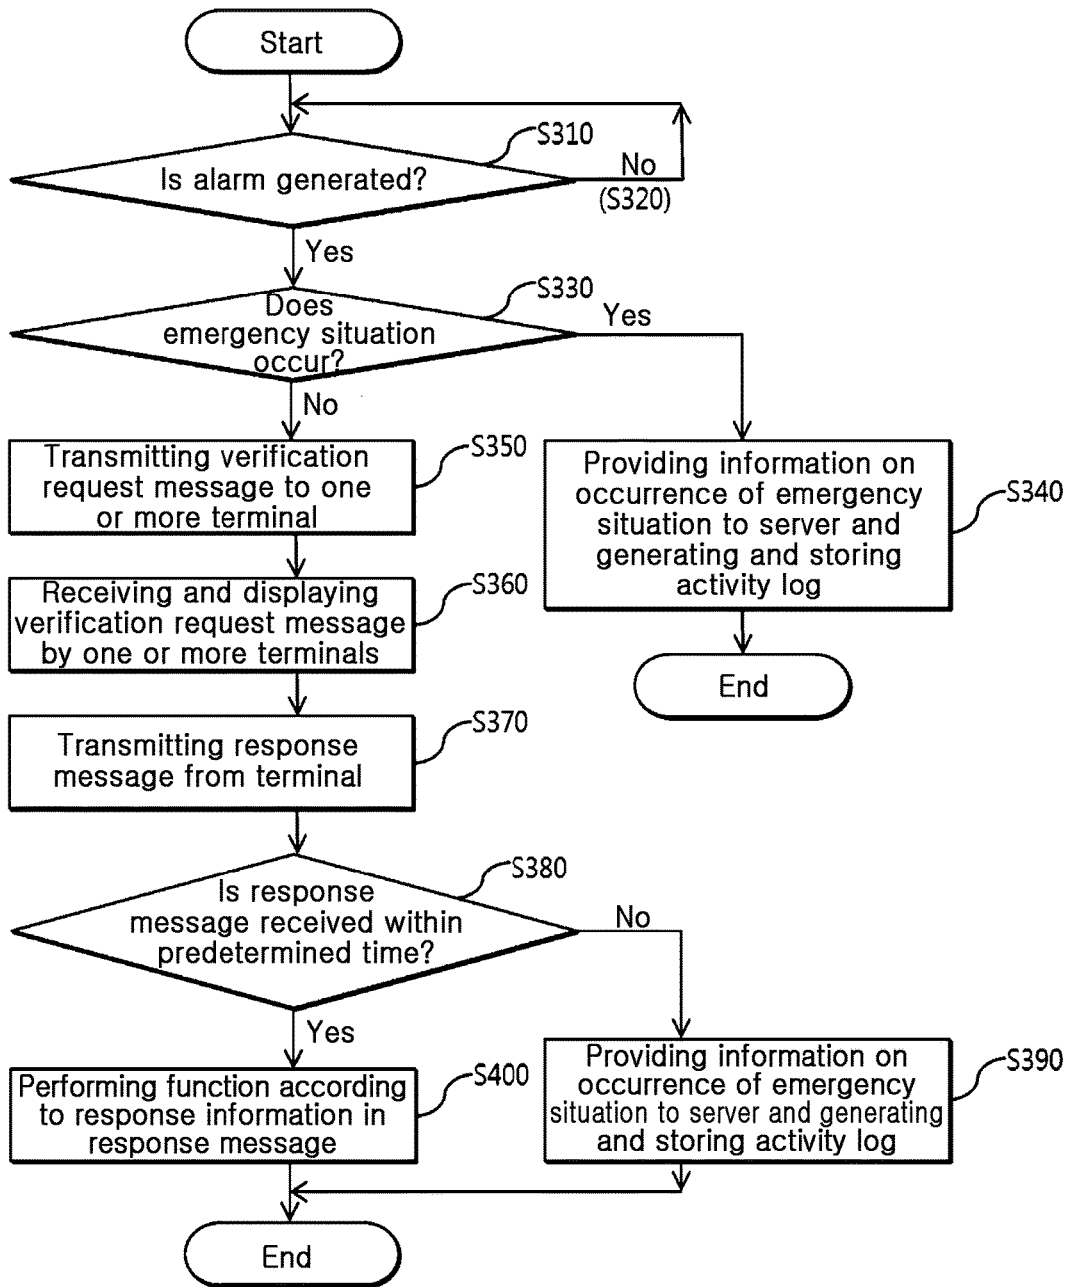 Start
S310
Is alarm generated?
No
(S320)
Yes
S330
Does
emergency situation
occur?
Yes
No
S350
Transmitting verification
request message to one
or more terminal
S340
Providing information on
occurrence of emergency
situation to server and
generating and storing
activity log
S360
Receiving and displaying
verification request message
by one or more terminals
End
S370
Transmitting response
message from terminal
S380
Is response
message received within
predetermined time?
No
Yes
S400
Performing function according
to response information in
response message
S390
Providing information on
occurrence of emergency
situation to server and generating
and storing activity log
End